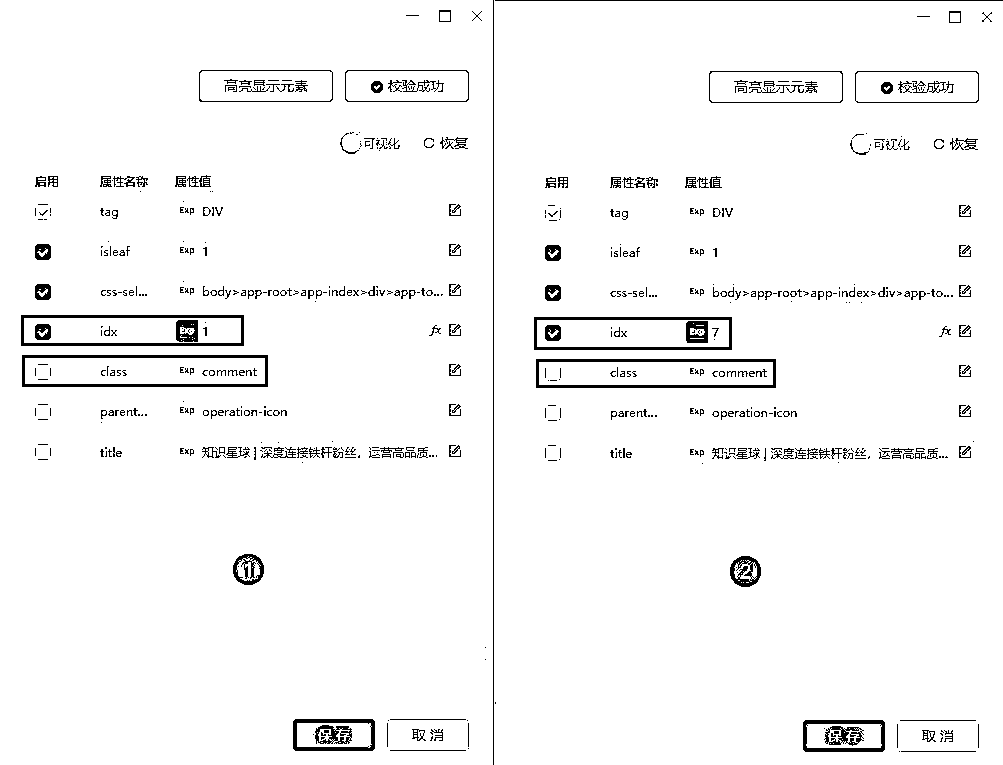 高亮显示元素 校验成功
可视化 恢复
启用 属性名称 属性值
tag Exp DIV
isleaf Exp 1
css-sel... Exp body>app-root>app-index>div>app-to...
idx Exp 1 fx
class Exp comment
parent... Exp operation-icon
title Exp 知识星球 | 深度连接铁杆粉丝，运营高品质...
①
保存 取消
高亮显示元素 校验成功
可视化 恢复
启用 属性名称 属性值
tag Exp DIV
isleaf Exp 1
css-sel... Exp body>app-root>app-index>div>app-to...
idx Exp 7 fx
class Exp comment
parent... Exp operation-icon
title Exp 知识星球 | 深度连接铁杆粉丝，运营高品质...
②
保存 取消